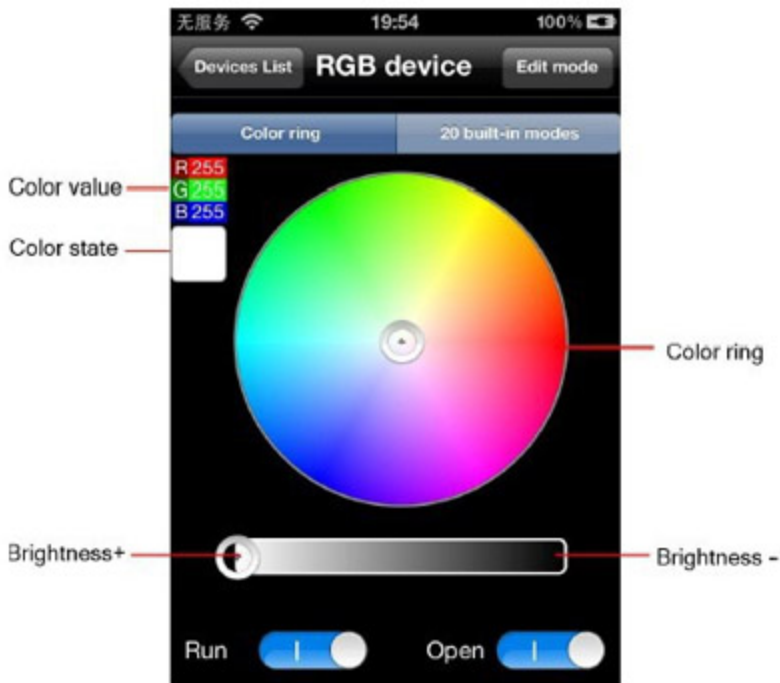 无服务 19:54 100%
Devices List RGB device Edit mode
Color ring 20 built-in modes
R 255
Color value
G 255
B 255
Color state
Color ring
Brightness+
Brightness -
Run Open